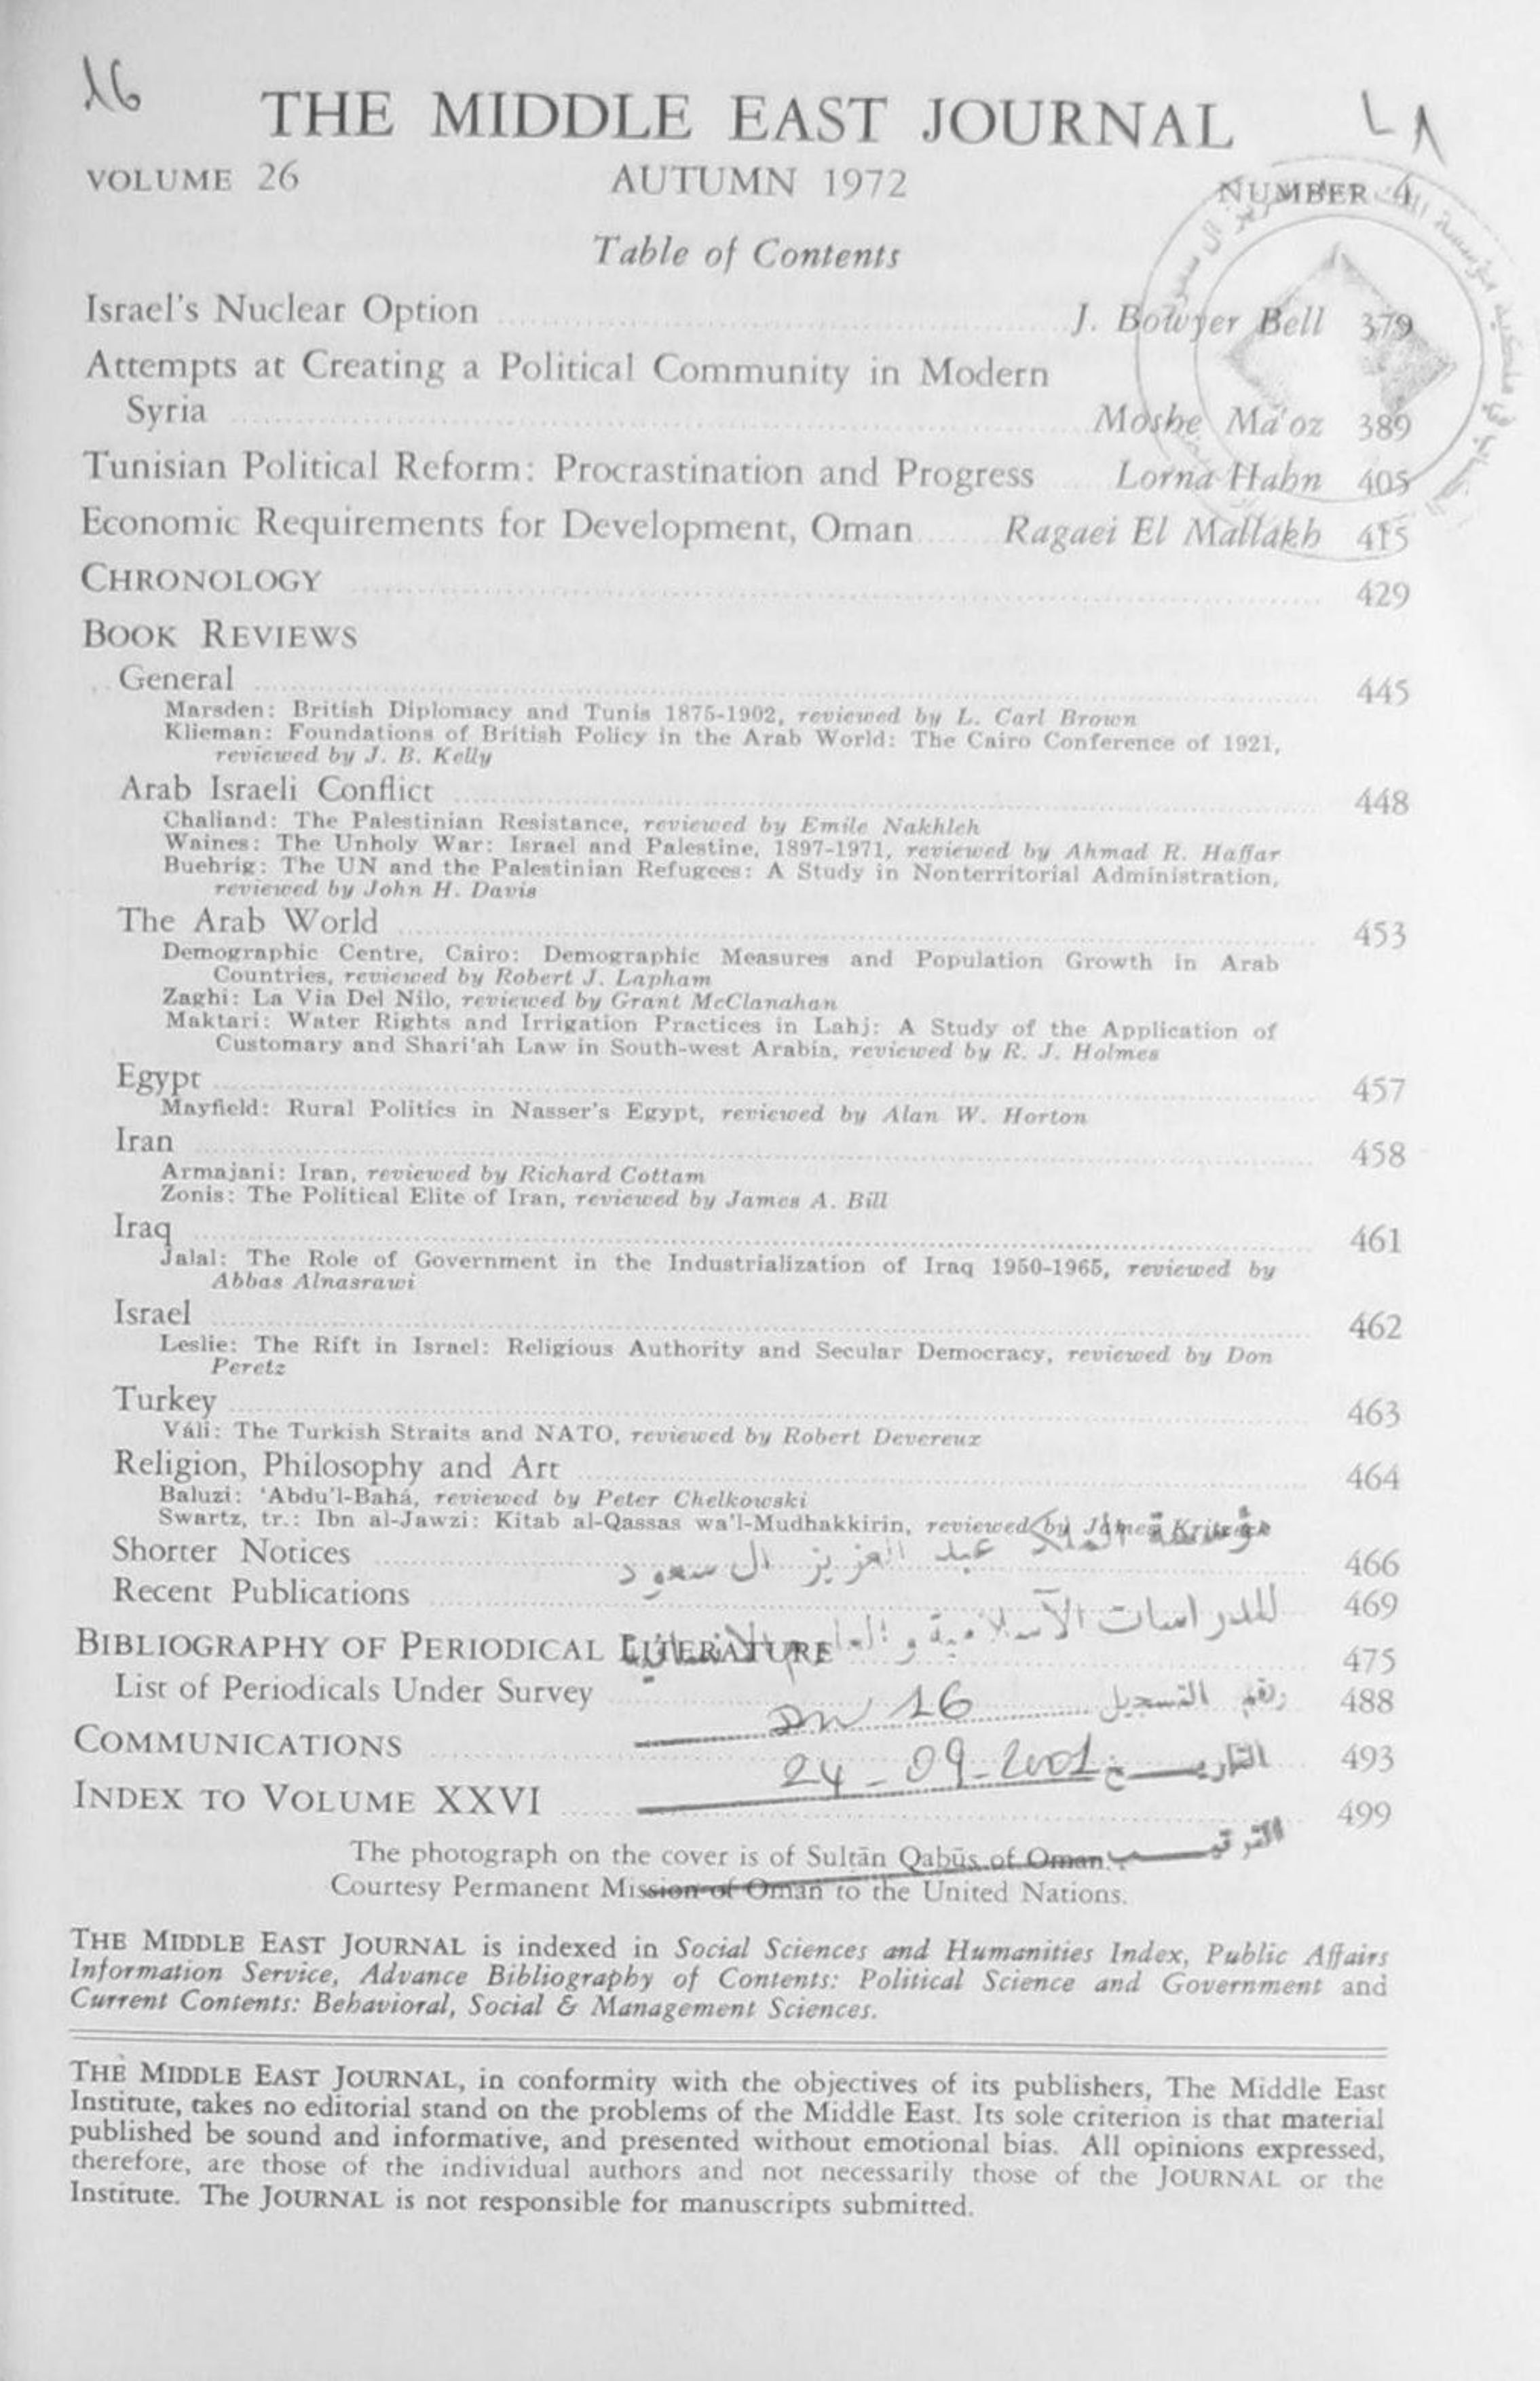 16
THE MIDDLE EAST JOURNAL
VOLUME 26 AUTUMN 1972 NUMBER 4
Table of Contents
Israel's Nuclear Option J. Bowyer Bell 379
Attempts at Creating a Political Community in Modern
Syria Moshe Ma'oz 389
Tunisian Political Reform: Procrastination and Progress Lorna Hahn 405
Economic Requirements for Development, Oman Ragaei El Mallakh 415
CHRONOLOGY 429
BOOK REVIEWS
General 445
Marsden: British Diplomacy and Tunis 1875-1902, reviewed by L. Carl Brown
Klieman: Foundations of British Policy in the Arab World: The Cairo Conference of 1921,
reviewed by J. B. Kelly
Arab Israeli Conflict 448
Chaliand: The Palestinian Resistance, reviewed by Emile Nakhleh
Waines: The Unholy War: Israel and Palestine, 1897-1971, reviewed by Ahmad R. Haffar
Buehrig: The UN and the Palestinian Refugees: A Study in Nonterritorial Administration,
reviewed by John H. Davis
The Arab World 453
Demographic Centre, Cairo: Demographic Measures and Population Growth in Arab
Countries, reviewed by Robert J. Lapham
Zaghi: La Via Del Nilo, reviewed by Grant McClanahan
Maktari: Water Rights and Irrigation Practices in Lahj: A Study of the Application of
Customary and Shari'ah Law in South-west Arabia, reviewed by R. J. Holmes
Egypt 457
Mayfield: Rural Politics in Nasser's Egypt, reviewed by Alan W. Horton
Iran 458
Armajani: Iran, reviewed by Richard Cottam
Zonis: The Political Elite of Iran, reviewed by James A. Bill
Iraq 461
Jalal: The Role of Government in the Industrialization of Iraq 1950-1965, reviewed by
Abbas Alnasrawi
Israel 462
Leslie: The Rift in Israel: Religious Authority and Secular Democracy, reviewed by Don
Peretz
Turkey 463
Váli: The Turkish Straits and NATO, reviewed by Robert Devereux
Religion, Philosophy and Art 464
Baluzi: 'Abdu'l-Bahá, reviewed by Peter Chelkowski
Swartz, tr.: Ibn al-Jawzi: Kitab al-Qassas wa'l-Mudhakkirin, reviewed by James Kritzeck
مؤسسة الملك عبد العزيز ال سعود
Shorter Notices 466
Recent Publications 469
للدراسات الآسلامية و العلوم الانسانية
BIBLIOGRAPHY OF PERIODICAL LITERATURE 475
List of Periodicals Under Survey 488
رقم التسجيل 16
COMMUNICATIONS 493
التاريخ 24-09-2001
INDEX TO VOLUME XXVI 499
الترتيب
The photograph on the cover is of Sultān Qabūs of Oman.
Courtesy Permanent Mission of Oman to the United Nations.
THE MIDDLE EAST JOURNAL is indexed in Social Sciences and Humanities Index, Public Affairs
Information Service, Advance Bibliography of Contents: Political Science and Government and
Current Contents: Behavioral, Social & Management Sciences.
THE MIDDLE EAST JOURNAL, in conformity with the objectives of its publishers, The Middle East
Institute, takes no editorial stand on the problems of the Middle East. Its sole criterion is that material
published be sound and informative, and presented without emotional bias. All opinions expressed,
therefore, are those of the individual authors and not necessarily those of the JOURNAL or the
Institute. The JOURNAL is not responsible for manuscripts submitted.